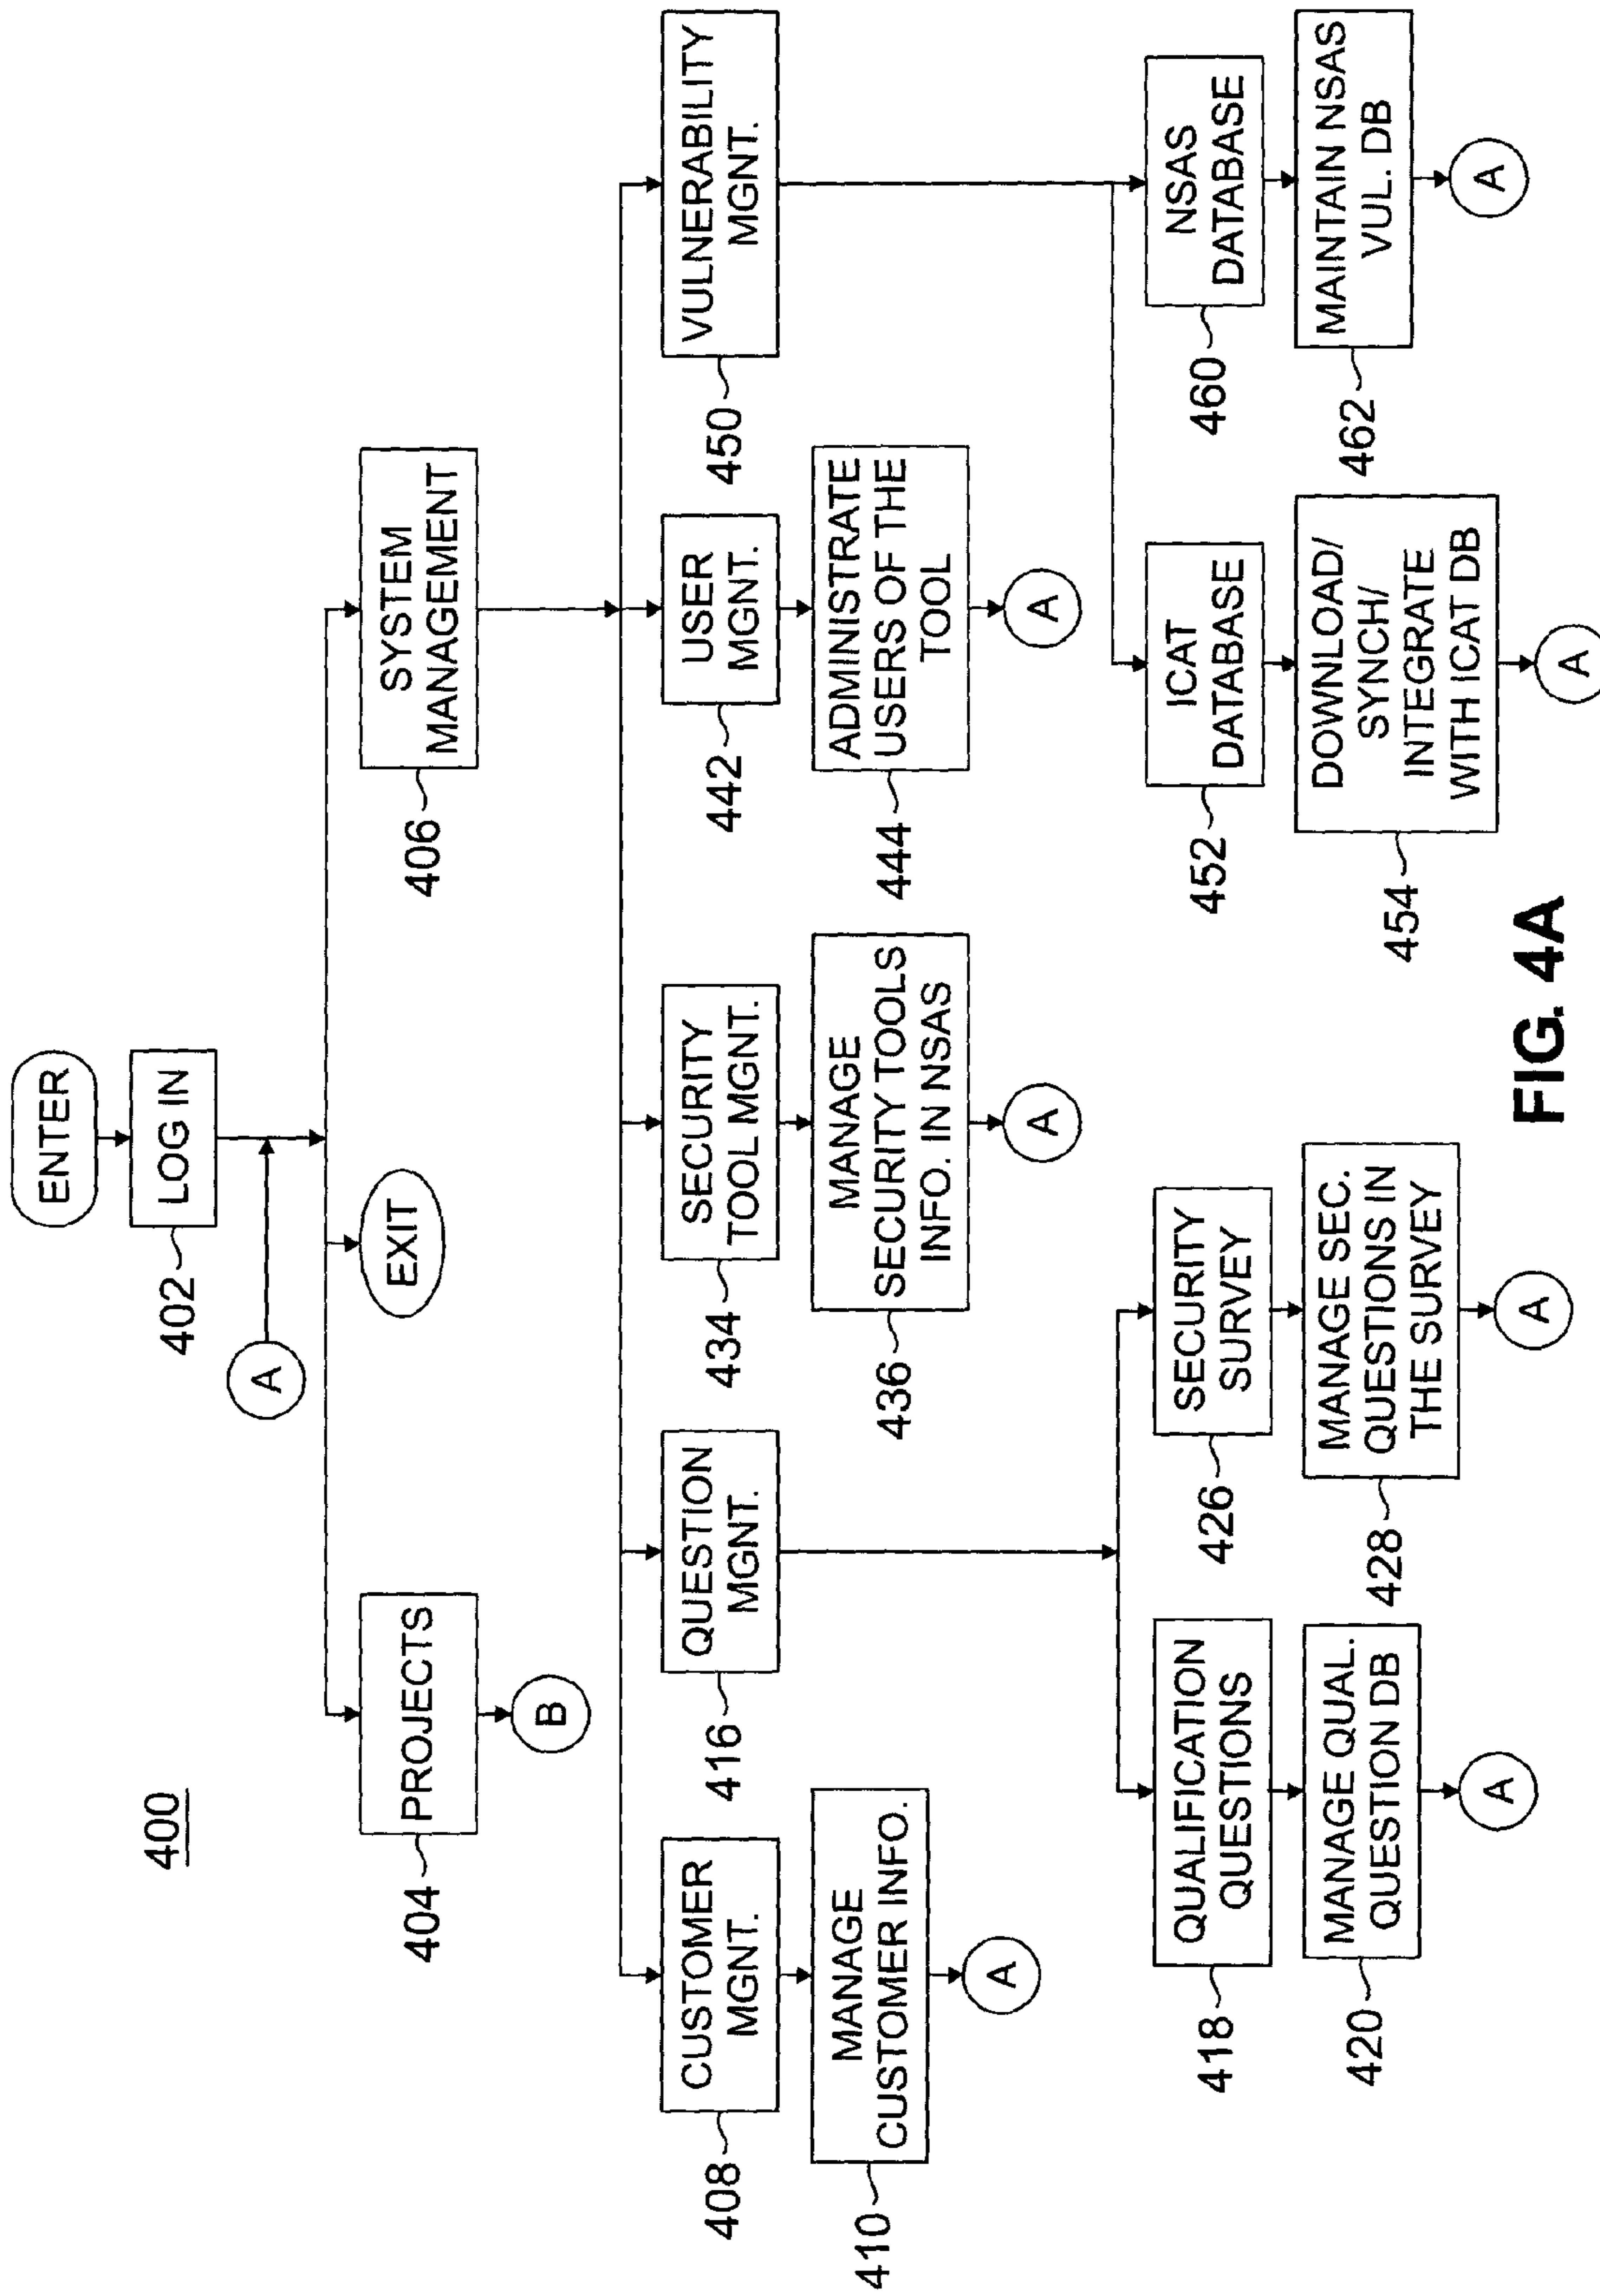 400
ENTER
LOG IN
402
A
EXIT
PROJECTS
404
B
SYSTEM
MANAGEMENT
406
CUSTOMER
MGNT.
408
MANAGE
CUSTOMER INFO.
410
A
QUESTION
MGNT.
416
QUALIFICATION
QUESTIONS
418
MANAGE QUAL.
QUESTION DB
420
A
SECURITY
SURVEY
426
MANAGE SEC.
QUESTIONS IN
THE SURVEY
428
A
SECURITY
TOOL MGNT.
434
MANAGE
SECURITY TOOLS
INFO. IN NSAS
436
A
USER
MGNT.
442
ADMINISTRATE
USERS OF THE
TOOL
444
A
VULNERABILITY
MGNT.
450
ICAT
DATABASE
452
DOWNLOAD/
SYNCH/
INTEGRATE
WITH ICAT DB
454
A
NSAS
DATABASE
460
MAINTAIN NSAS
VUL. DB
462
A
FIG. 4A